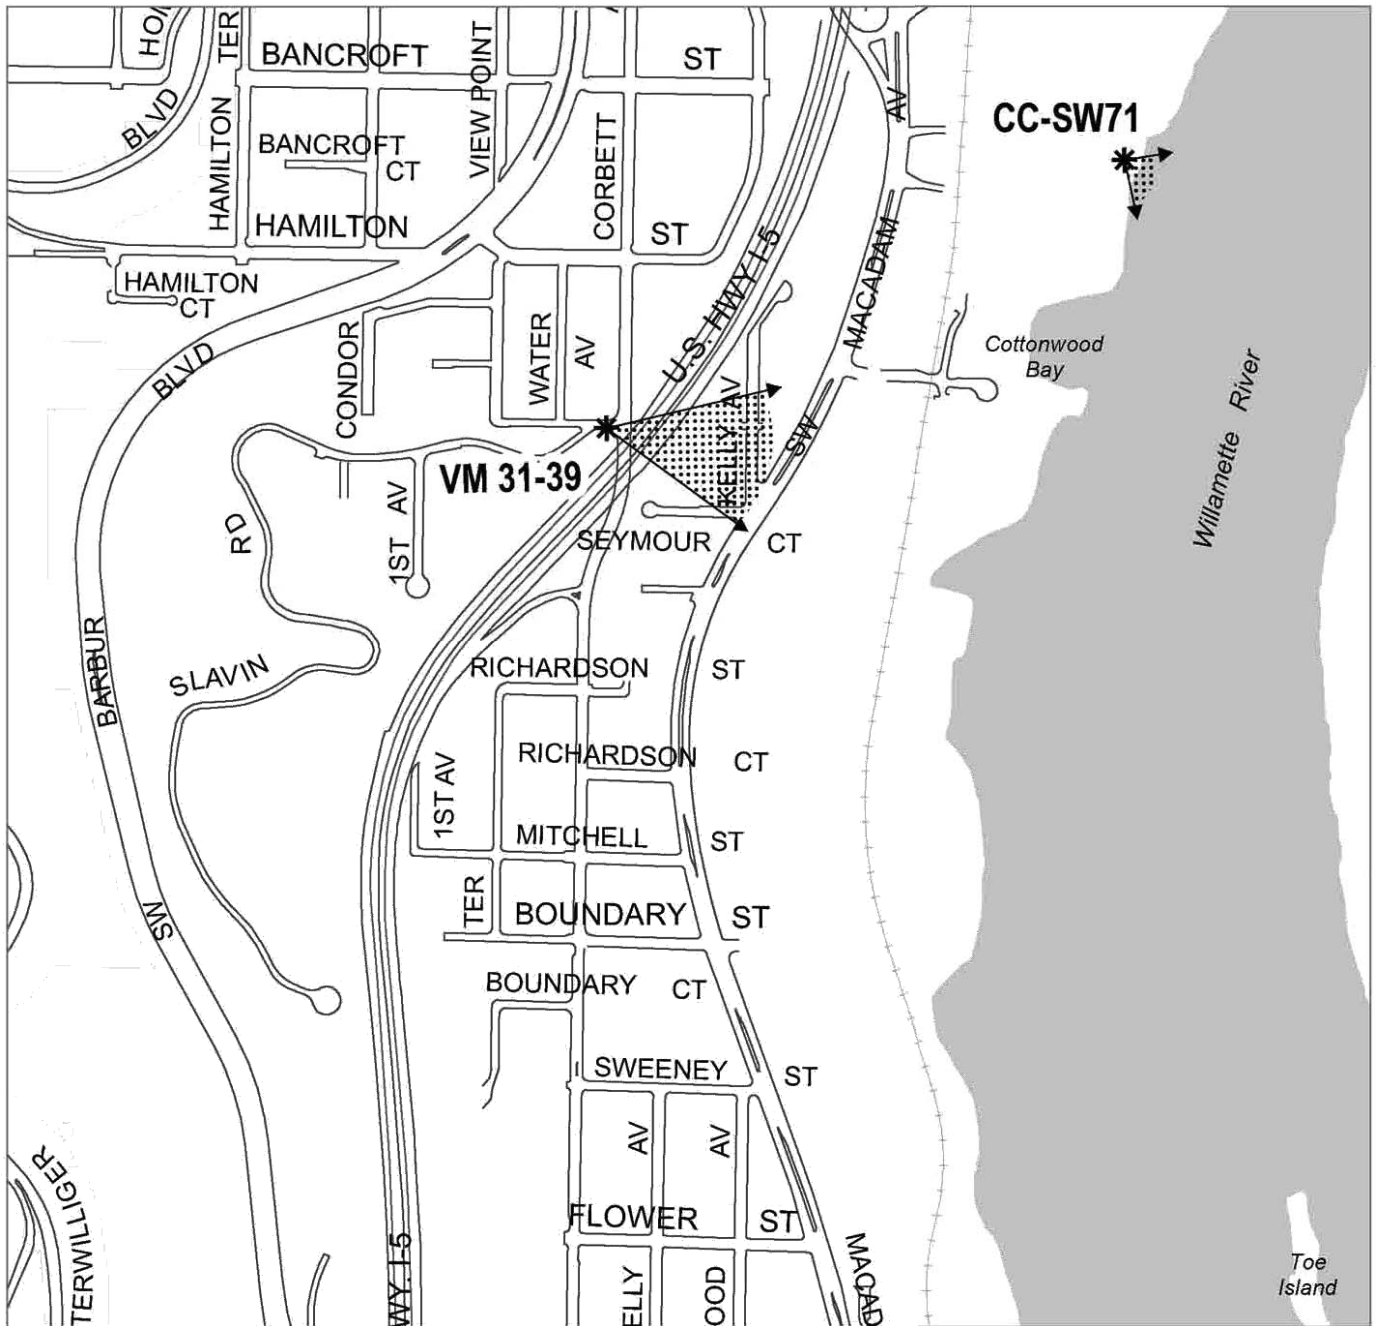 HO
TER
BANCROFT
ST
VIEW POINT
BLVD
HAMILTON
BANCROFT
CT
CORBETT
AV
CC-SW71
HAMILTON
ST
HAMILTON
CT
U.S. HWY I-5
MACADAM
BLVD
CONDOR
WATER
AV
Cottonwood
Bay
Willamette River
KELLY AV
SW
VM 31-39
RD
1ST AV
SEYMOUR CT
BARBUR
SLAVIN
RICHARDSON ST
RICHARDSON CT
1ST AV
MITCHELL ST
TER
BOUNDARY ST
SW
BOUNDARY CT
SWEENEY ST
AV
AV
TERWILLIGER
FLOWER ST
WY. I-5
ELLY
OOD
MACAD
Toe
Island